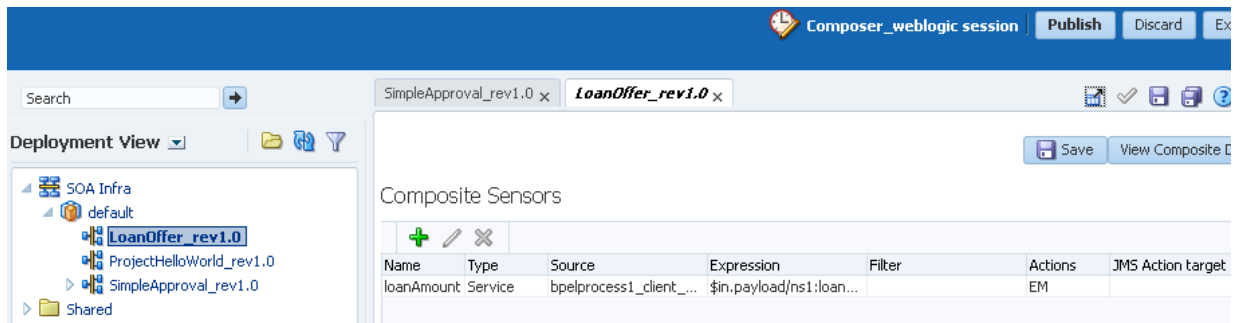 Composer_weblogic session Publish Discard Ex
Search
SimpleApproval_rev1.0 LoanOffer_rev1.0
Deployment View
Save View Composite D
SOA Infra
default
LoanOffer_rev1.0
ProjectHelloWorld_rev1.0
SimpleApproval_rev1.0
Shared
Composite Sensors
Name Type Source Expression Filter Actions JMS Action target
loanAmount Service bpelprocess1_client_... $in.payload/ns1:loan... EM